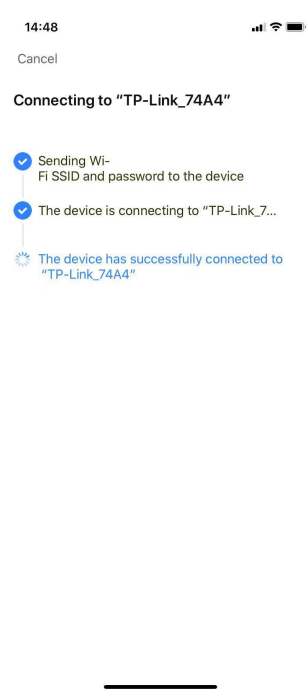 14:48
Cancel
Connecting to “TP-Link_74A4”
Sending Wi-
Fi SSID and password to the device
The device is connecting to “TP-Link_7...
The device has successfully connected to
“TP-Link_74A4”